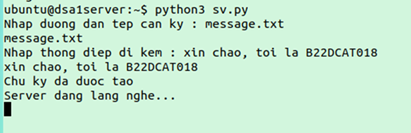 ubuntu@dsa1server:~$ python3 sv.py
Nhap duong dan tep can ky : message.txt
message.txt
Nhap thong diep di kem : xin chao, toi la B22DCAT018
xin chao, toi la B22DCAT018
Chu ky da duoc tao
Server dang lang nghe...